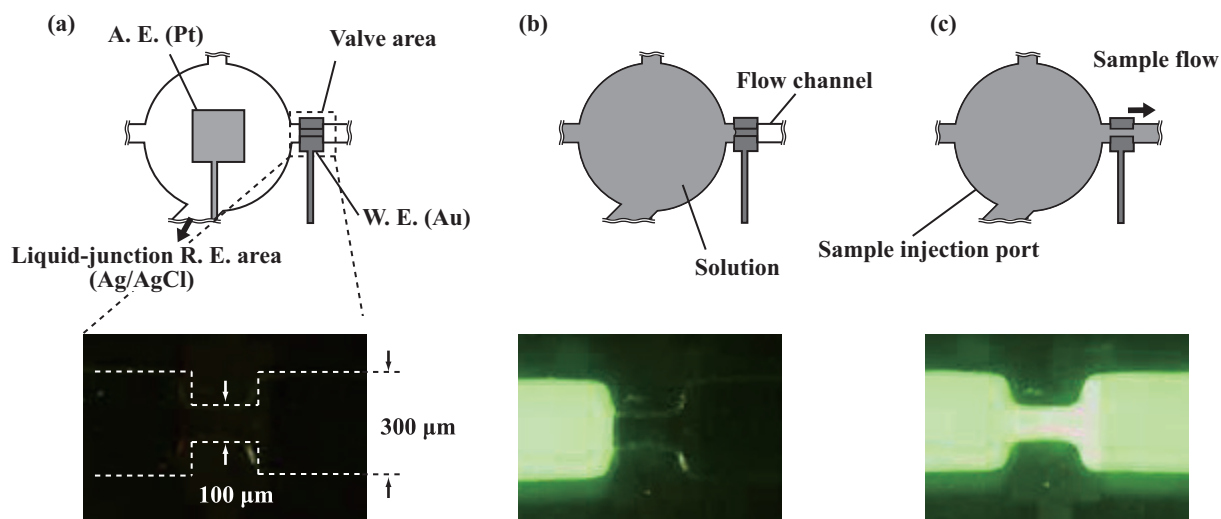 (a)
A. E. (Pt)
Valve area
W. E. (Au)
Liquid-junction R. E. area
(Ag/AgCl)
300 µm
100 µm
(b)
Flow channel
Solution
(c)
Sample flow
Sample injection port